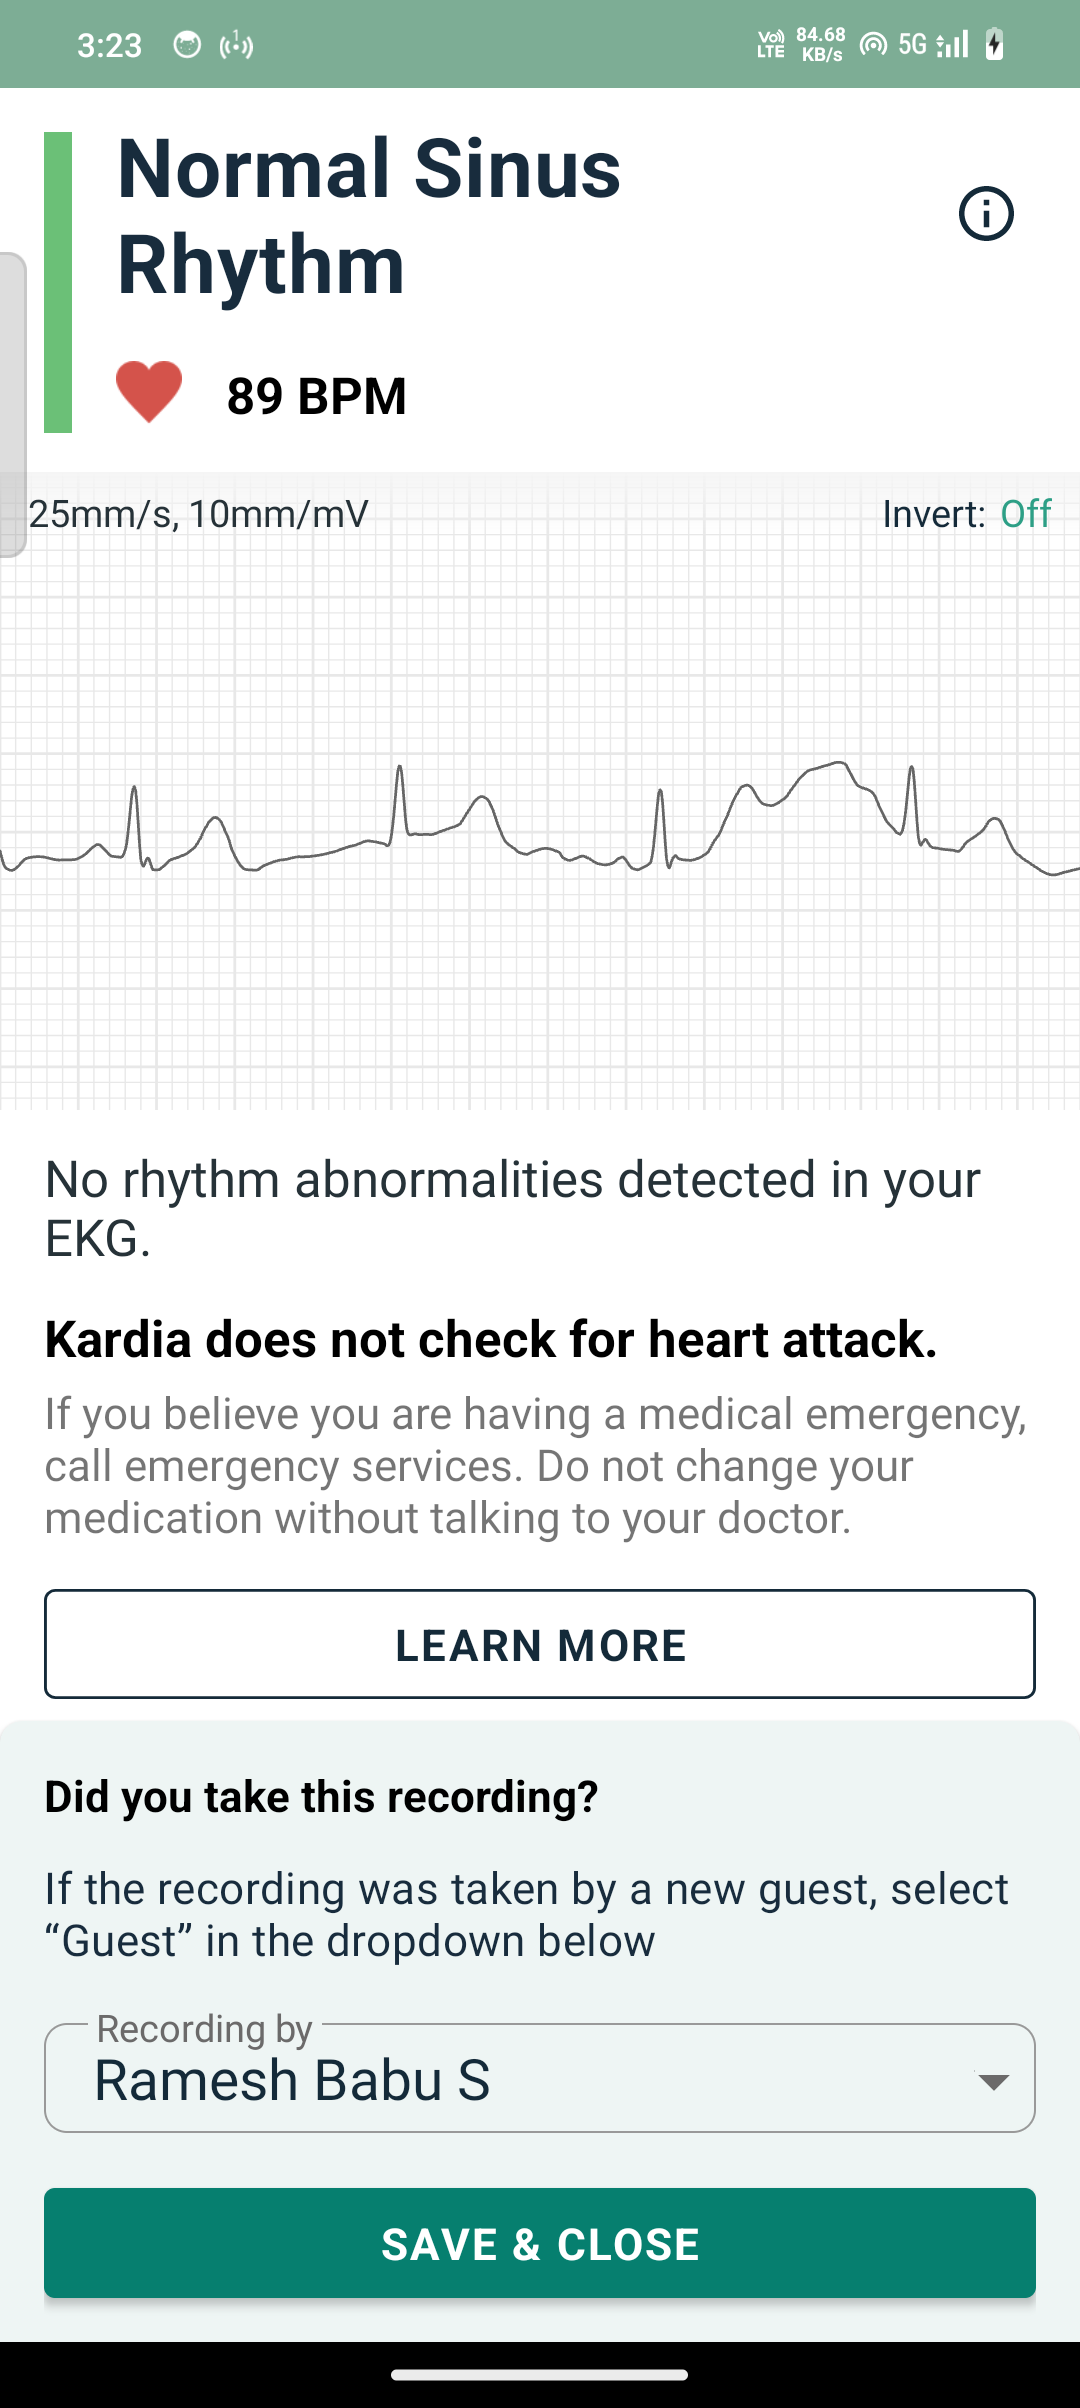 3:23
1
Vo)) LTE
84.68 KB/s
5G
Normal Sinus
Rhythm
89 BPM
25mm/s, 10mm/mV
Invert: Off
No rhythm abnormalities detected in your
EKG.
Kardia does not check for heart attack.
If you believe you are having a medical emergency,
call emergency services. Do not change your
medication without talking to your doctor.
LEARN MORE
Did you take this recording?
If the recording was taken by a new guest, select
“Guest” in the dropdown below
Recording by
Ramesh Babu S
SAVE & CLOSE